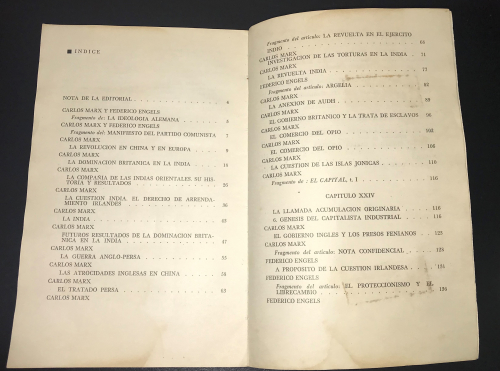 ■ INDICE
NOTA DE LA EDITORIAL
CARLOS MARX Y FEDERICO ENGELS
Fragmento de: LA IDEOLOGIA ALEMANA
CARLOS MARX Y FEDERICO ENGELS
Fragmento del: MANIFIESTO DEL PARTIDO COMUNISTA 7
CARLOS MARX
LA REVOLUCION EN CHINA Y EN EUROPA
CARLOS MARX
LA DOMINACION BRITANICA EN LA INDIA
CARLOS MARX
LA COMPAÑIA DE LAS INDIAS ORIENTALES. SU HISTORIA Y RESULTADOS
CARLOS MARX
LA CUESTION INDIA. EL DERECHO DE ARRENDAMIENTO IRLANDES
CARLOS MARX
LA INDIA
CARLOS MARX
FUTUROS RESULTADOS DE LA DOMINACION BRITANICA EN LA INDIA 47
CARLOS MARX
LA GUERRA ANGLO-PERSA
CARLOS MARX
LAS ATROCIDADES INGLESAS EN CHINA
CARLOS MARX
EL TRATADO PERSA
CARLOS MARX
Fragmento del artículo: LA REVUELTA EN EL EJERCITO
INDIO
CARLOS MARX
INVESTIGACION DE LAS TORTURAS EN LA INDIA 71
CARLOS MARX
LA REVUELTA INDIA 77
FEDERICO ENGELS
Fragmento del artículo: ARGELIA
CARLOS MARX
LA ANEXION DE AUDH 89
CARLOS MARX
EL GOBIERNO BRITANICO Y LA TRATA DE ESCLAVOS
CARLOS MARX
EL COMERCIO DEL OPIO
CARLOS MARX
EL COMERCIO DEL OPIO
CARLOS MARX
LA CUESTION DE LAS ISLAS JONICAS
CARLOS MARX
Fragmento de: EL CAPITAL, t, I
CAPITULO XXIV
LA LLAMADA ACUMULACION ORIGINARIA 116
6. GENESIS DEL CAPITALISTA INDUSTRIAL
CARLOS MARX
EL GOBIERNO INGLES Y LOS PRESOS FENIANOS
CARLOS MARX
Fragmento del artículo: NOTA CONFIDENCIAL
FEDERICO ENGELS
A PROPOSITO DE LA CUESTION IRLANDESA
FEDERICO ENGELS
Fragmento del artículo: EL PROTECCIONISMO Y EL
LIBRECAMBIO
FEDERICO ENGELS